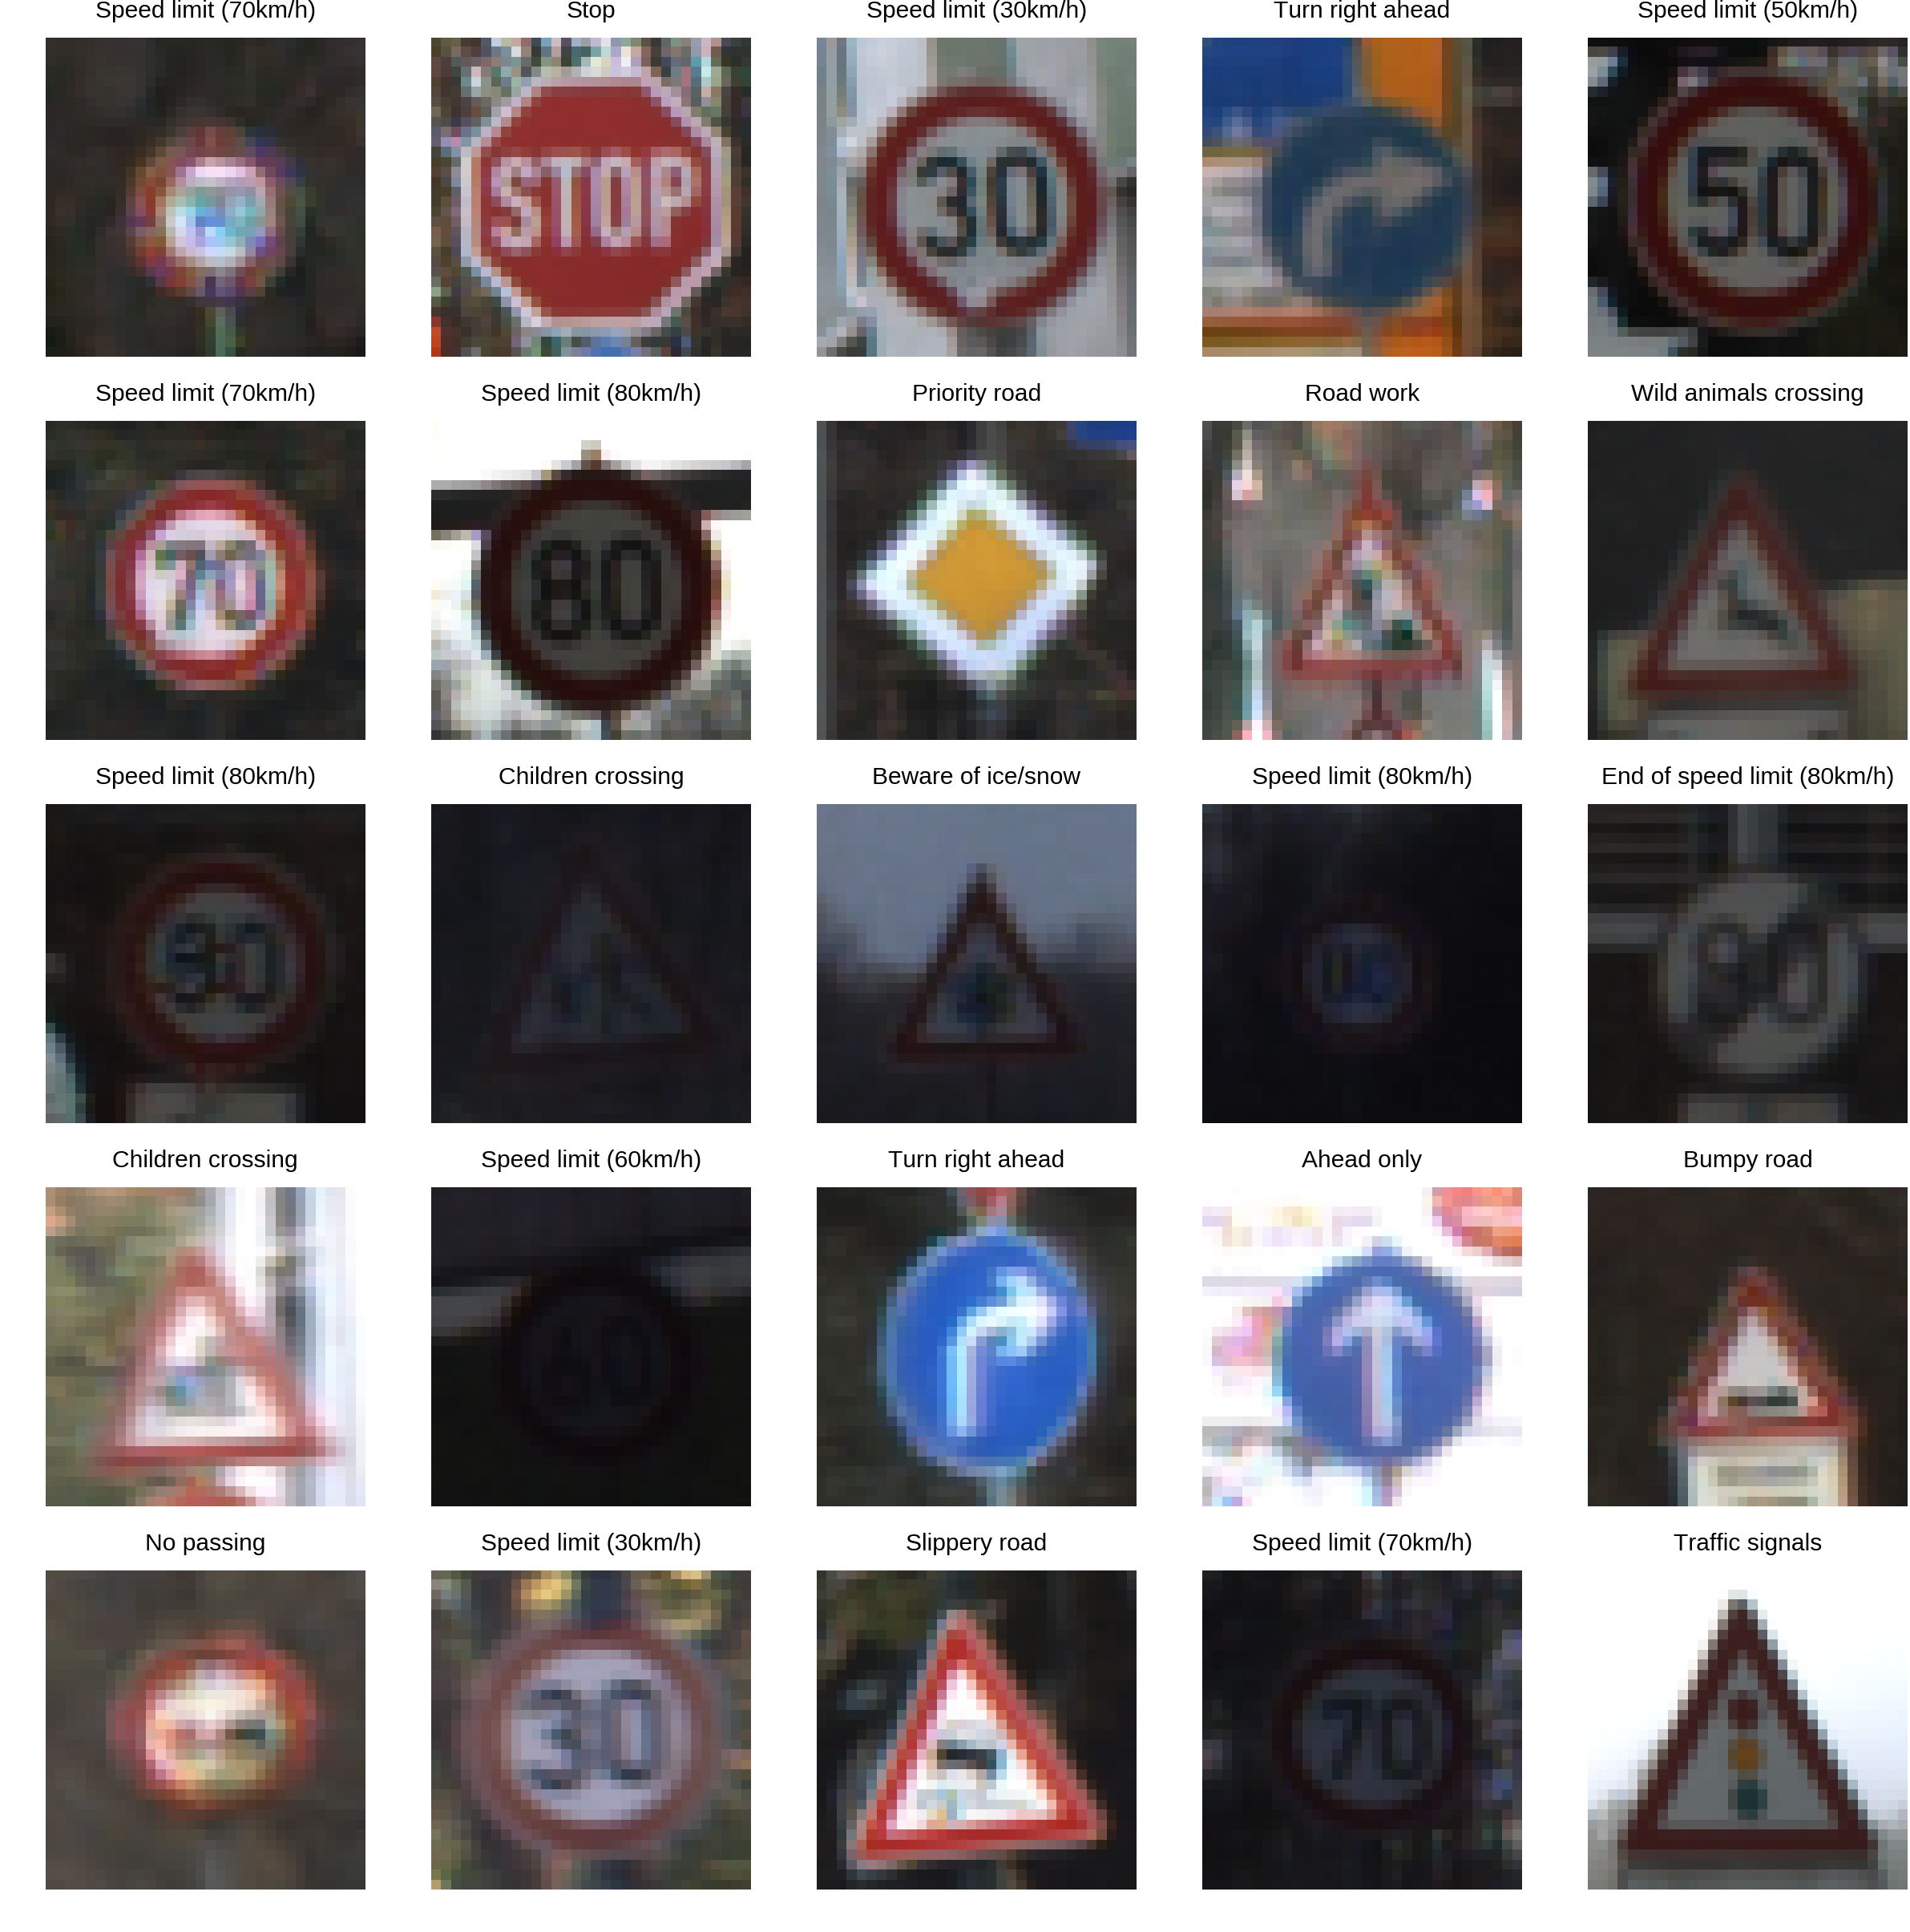 Speed limit (70km/h)
Stop
Speed limit (30km/h)
Turn right ahead
Speed limit (50km/h)
STOP
30
50
Speed limit (70km/h)
Speed limit (80km/h)
Priority road
Road work
Wild animals crossing
70
80
Speed limit (80km/h)
Children crossing
Beware of ice/snow
Speed limit (80km/h)
End of speed limit (80km/h)
80
Children crossing
Speed limit (60km/h)
Turn right ahead
Ahead only
Bumpy road
60
No passing
Speed limit (30km/h)
Slippery road
Speed limit (70km/h)
Traffic signals
30
70